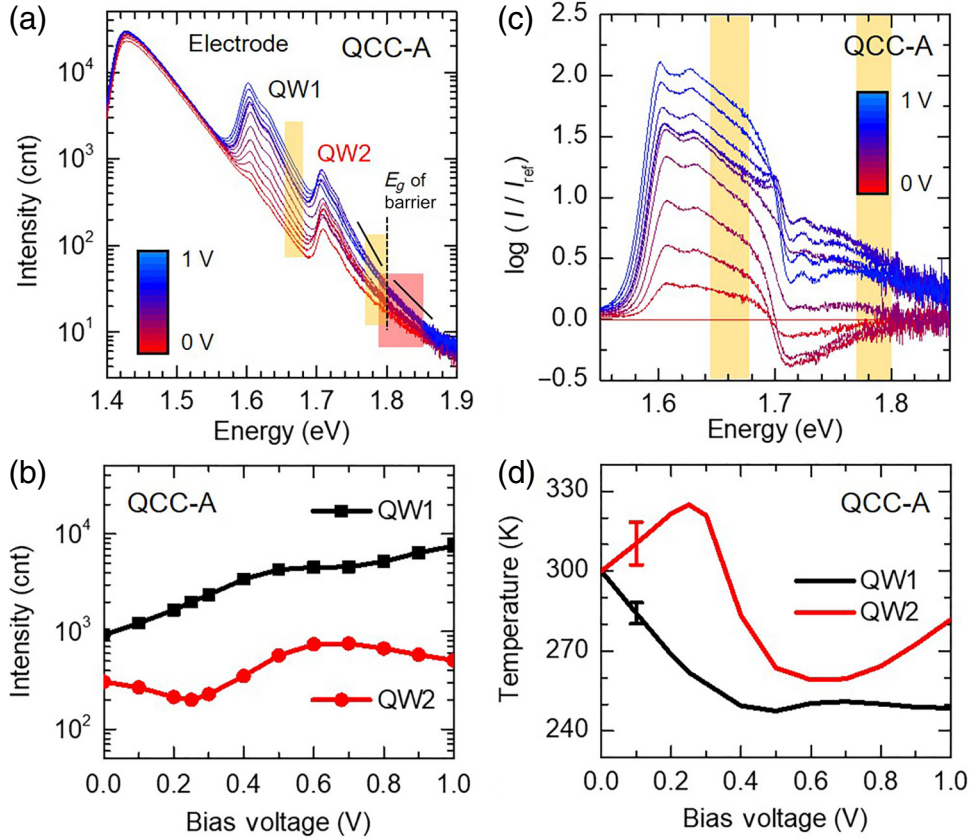 (a)
Electrode
QCC-A
QW1
QW2
E_g of
barrier
1 V
0 V
10^4
10^3
10^2
10^1
Intensity (cnt)
1.4 1.5 1.6 1.7 1.8 1.9
Energy (eV)
(c)
QCC-A
1 V
0 V
2.5
2.0
1.5
1.0
0.5
0.0
−0.5
log (I / I_ref)
1.6 1.7 1.8
Energy (eV)
(b)
QCC-A
QW1
QW2
10^5
10^4
10^3
10^2
Intensity (cnt)
0.0 0.2 0.4 0.6 0.8 1.0
Bias voltage (V)
(d)
QCC-A
QW1
QW2
330
300
270
240
Temperature (K)
0.0 0.2 0.4 0.6 0.8 1.0
Bias voltage (V)